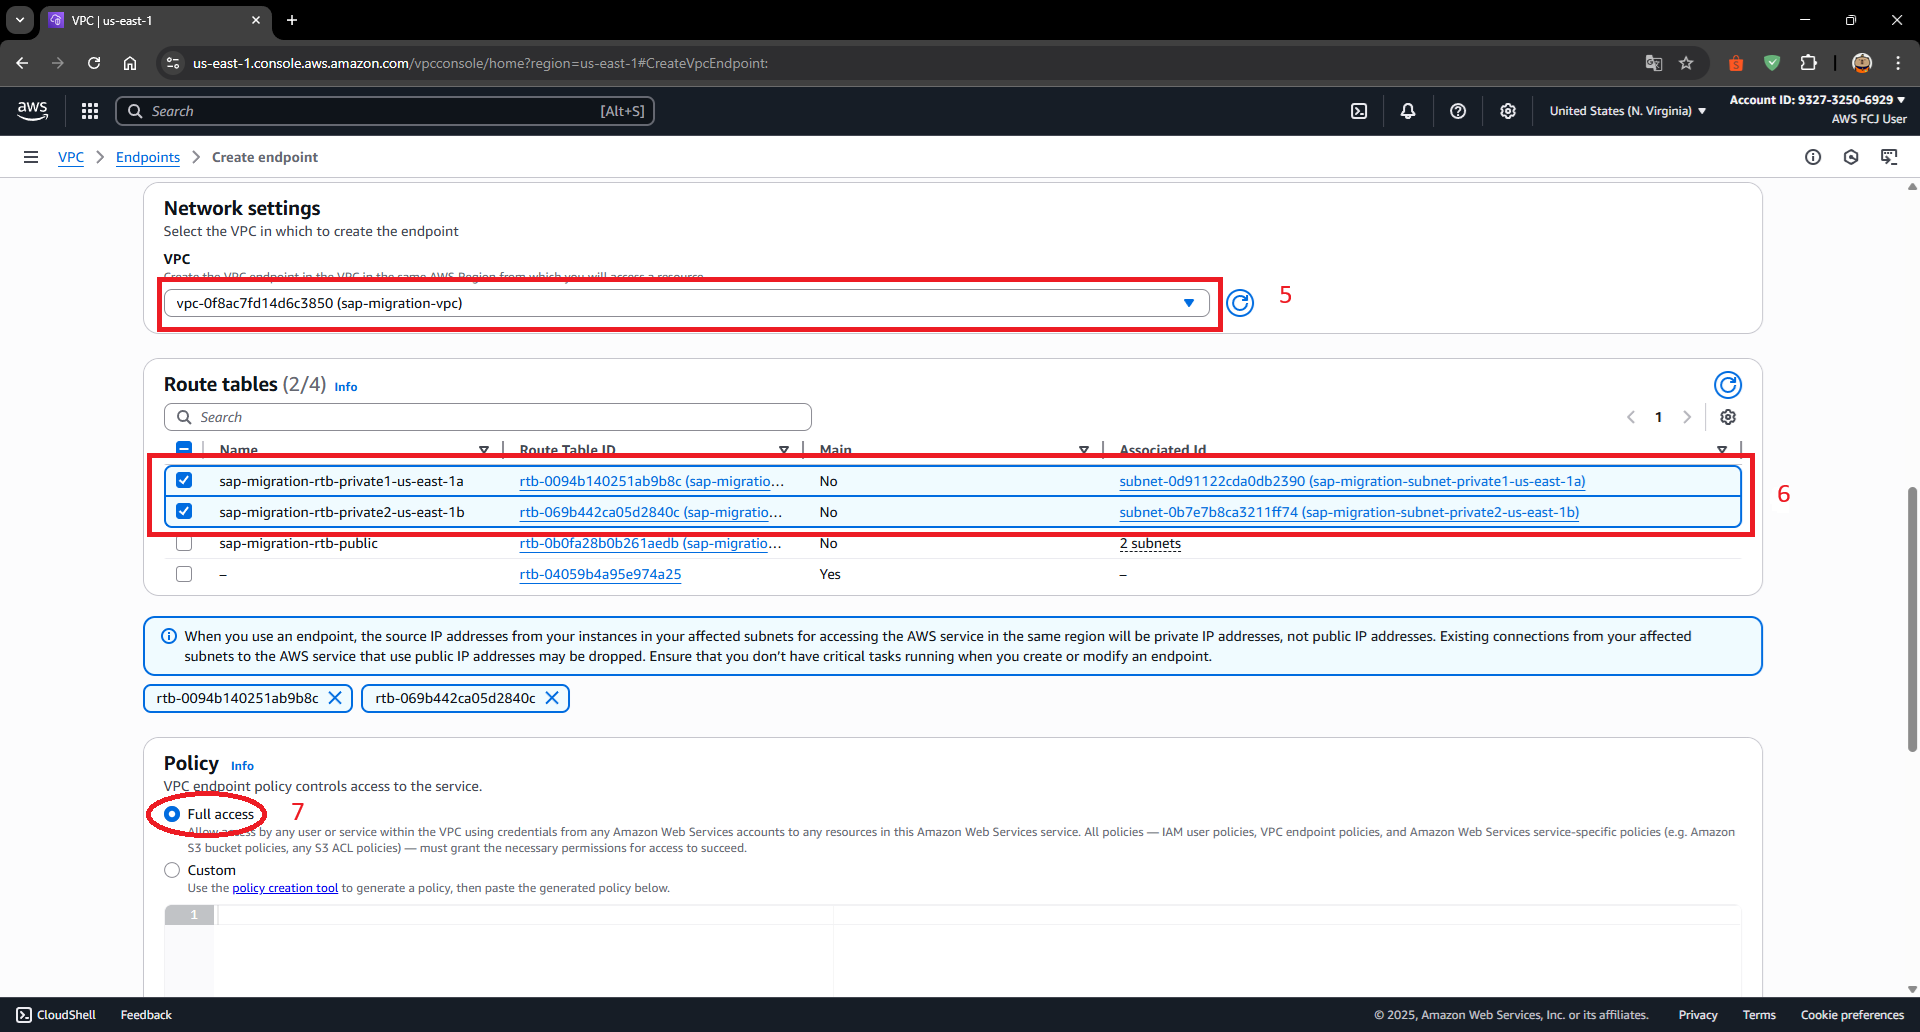 VPC | us-east-1
us-east-1.console.aws.amazon.com/vpcconsole/home?region=us-east-1#CreateVpcEndpoint:
aws
Search [Alt+S]
United States (N. Virginia)
Account ID: 9327-3250-6929
AWS FCJ User
VPC > Endpoints > Create endpoint
Network settings
Select the VPC in which to create the endpoint
VPC
Create the VPC endpoint in the VPC in the same AWS Region from which you will access a resource.
vpc-0f8ac7fd14d6c3850 (sap-migration-vpc)
5
Route tables (2/4) Info
Search
1
Name Route Table ID Main Associated Id
sap-migration-rtb-private1-us-east-1a rtb-0094b140251ab9b8c (sap-migratio... No subnet-0d91122cda0db2390 (sap-migration-subnet-private1-us-east-1a)
6
sap-migration-rtb-private2-us-east-1b rtb-069b442ca05d2840c (sap-migratio... No subnet-0b7e7b8ca3211ff74 (sap-migration-subnet-private2-us-east-1b)
sap-migration-rtb-public rtb-0b0fa28b0b261aedb (sap-migratio... No 2 subnets
– rtb-04059b4a95e974a25 Yes –
When you use an endpoint, the source IP addresses from your instances in your affected subnets for accessing the AWS service in the same region will be private IP addresses, not public IP addresses. Existing connections from your affected
subnets to the AWS service that use public IP addresses may be dropped. Ensure that you don't have critical tasks running when you create or modify an endpoint.
rtb-0094b140251ab9b8c rtb-069b442ca05d2840c
Policy Info
VPC endpoint policy controls access to the service.
Full access 7
Allow access by any user or service within the VPC using credentials from any Amazon Web Services accounts to any resources in this Amazon Web Services service. All policies — IAM user policies, VPC endpoint policies, and Amazon Web Services service-specific policies (e.g. Amazon
S3 bucket policies, any S3 ACL policies) — must grant the necessary permissions for access to succeed.
Custom
Use the policy creation tool to generate a policy, then paste the generated policy below.
1
CloudShell Feedback © 2025, Amazon Web Services, Inc. or its affiliates. Privacy Terms Cookie preferences